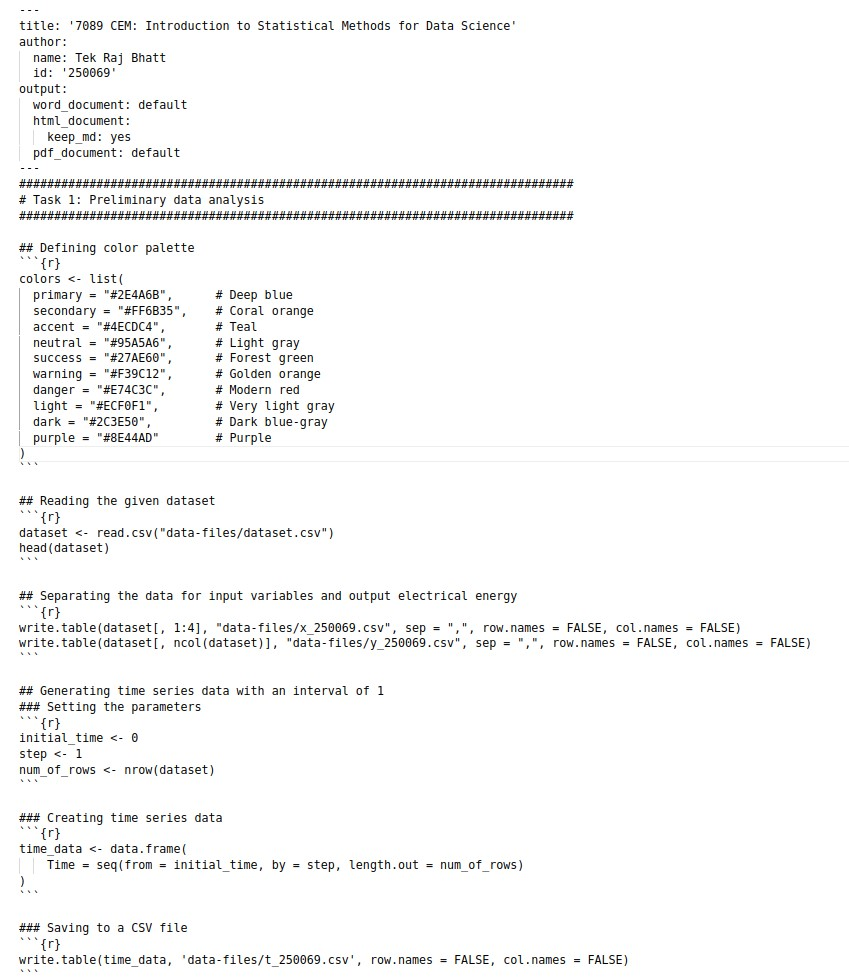 ---
title: '7089 CEM: Introduction to Statistical Methods for Data Science'
author:
  name: Tek Raj Bhatt
  id: '250069'
output:
  word_document: default
  html_document:
    keep_md: yes
  pdf_document: default
---
###############################################################################
# Task 1: Preliminary data analysis
###############################################################################

## Defining color palette
```{r}
colors <- list(
  primary = "#2E4A6B",      # Deep blue
  secondary = "#FF6B35",    # Coral orange
  accent = "#4ECDC4",       # Teal
  neutral = "#95A5A6",      # Light gray
  success = "#27AE60",      # Forest green
  warning = "#F39C12",      # Golden orange
  danger = "#E74C3C",       # Modern red
  light = "#ECF0F1",        # Very light gray
  dark = "#2C3E50",         # Dark blue-gray
  purple = "#8E44AD"        # Purple
)
```

## Reading the given dataset
```{r}
dataset <- read.csv("data-files/dataset.csv")
head(dataset)
```

## Separating the data for input variables and output electrical energy
```{r}
write.table(dataset[, 1:4], "data-files/x_250069.csv", sep = ",", row.names = FALSE, col.names = FALSE)
write.table(dataset[, ncol(dataset)], "data-files/y_250069.csv", sep = ",", row.names = FALSE, col.names = FALSE)
```

## Generating time series data with an interval of 1
### Setting the parameters
```{r}
initial_time <- 0
step <- 1
num_of_rows <- nrow(dataset)
```

### Creating time series data
```{r}
time_data <- data.frame(
    Time = seq(from = initial_time, by = step, length.out = num_of_rows)
)
```

### Saving to a CSV file
```{r}
write.table(time_data, 'data-files/t_250069.csv', row.names = FALSE, col.names = FALSE)
```